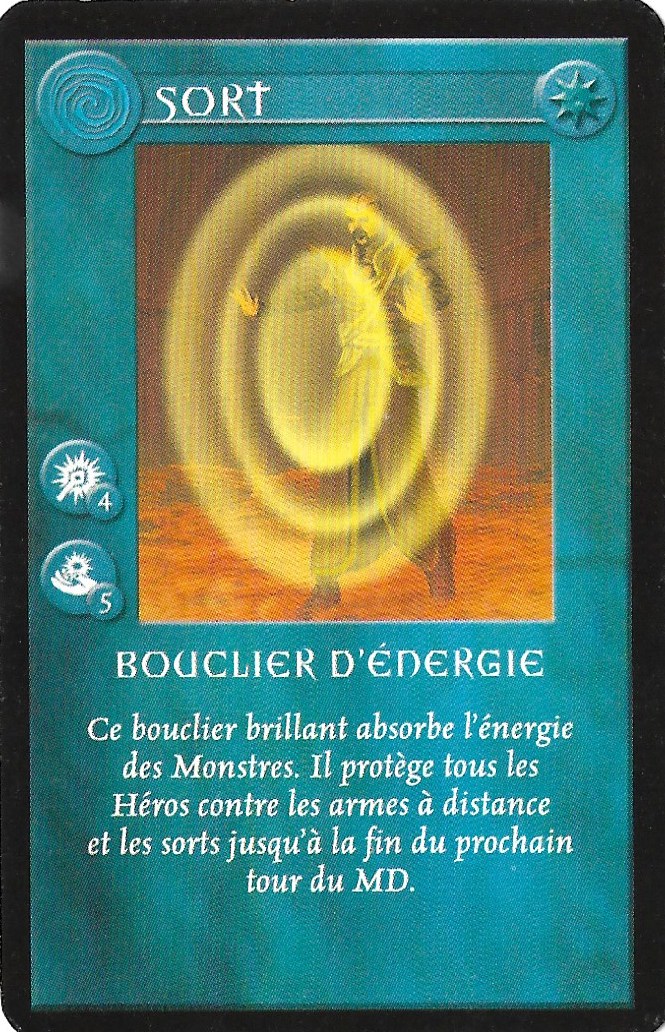 SORT
4
5
BOUCLIER D'ÉNERGIE
Ce bouclier brillant absorbe l'énergie
des Monstres. Il protège tous les
Héros contre les armes à distance
et les sorts jusqu'à la fin du prochain
tour du MD.